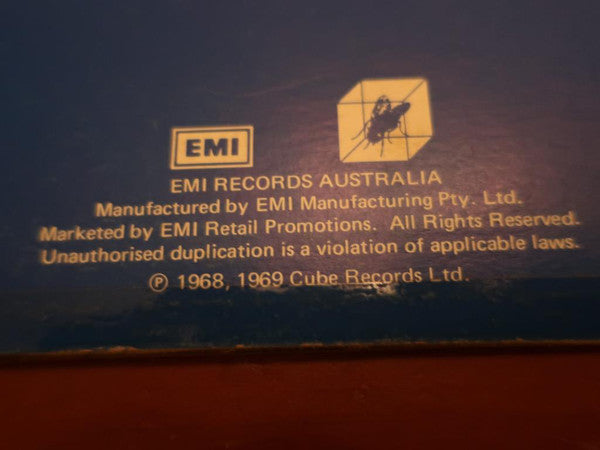 EMI
EMI RECORDS AUSTRALIA
Manufactured by EMI Manufacturing Pty. Ltd.
Marketed by EMI Retail Promotions. All Rights Reserved.
Unauthorised duplication is a violation of applicable laws.
℗ 1968, 1969 Cube Records Ltd.